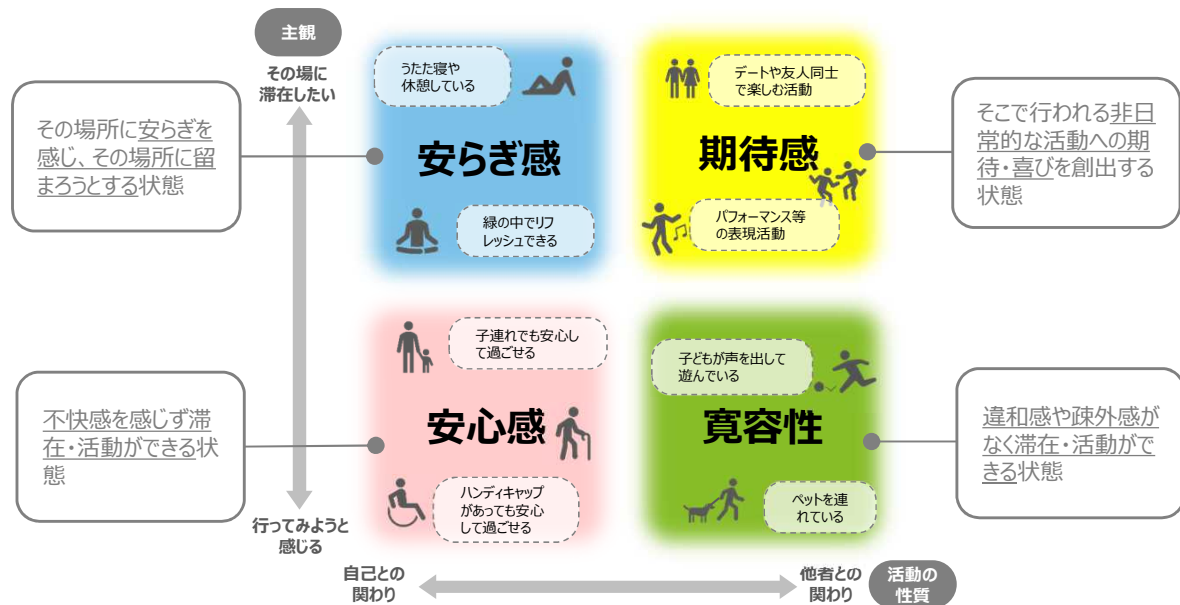 主観
その場に
滞在したい
その場所に安らぎを
感じ、その場所に留
まろうとする状態
うたた寝や
休憩している
安らぎ感
緑の中でリフ
レッシュできる
デートや友人同士
で楽しむ活動
期待感
パフォーマンス等
の表現活動
そこで行われる非日
常的な活動への期
待・喜びを創出する
状態
不快感を感じず滞
在・活動ができる状
態
子連れでも安心し
て過ごせる
安心感
ハンディキャップ
があっても安心
して過ごせる
子どもが声を出して
遊んでいる
寛容性
ペットを連
れている
違和感や疎外感が
なく滞在・活動がで
きる状態
行ってみようと
感じる
自己との
関わり
他者との
関わり
活動の
性質